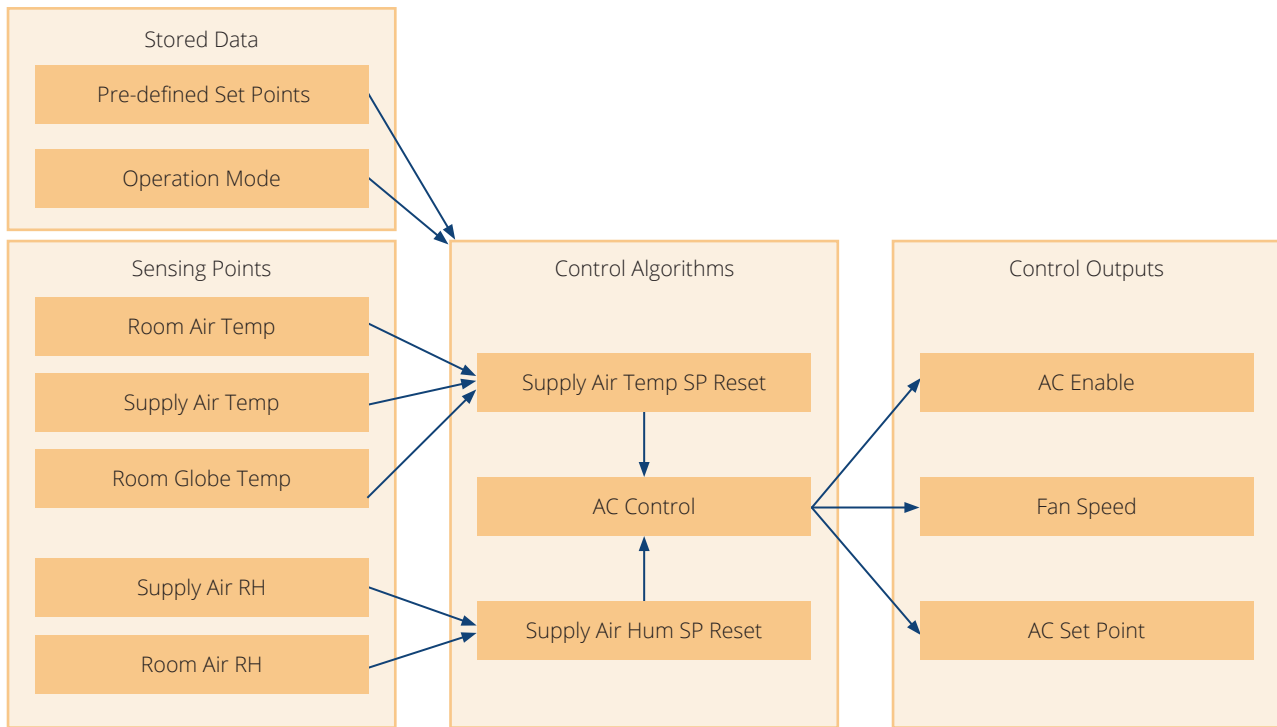 Stored Data
Pre-defined Set Points
Operation Mode
Sensing Points
Room Air Temp
Supply Air Temp
Room Globe Temp
Supply Air RH
Room Air RH
Control Algorithms
Supply Air Temp SP Reset
AC Control
Supply Air Hum SP Reset
Control Outputs
AC Enable
Fan Speed
AC Set Point